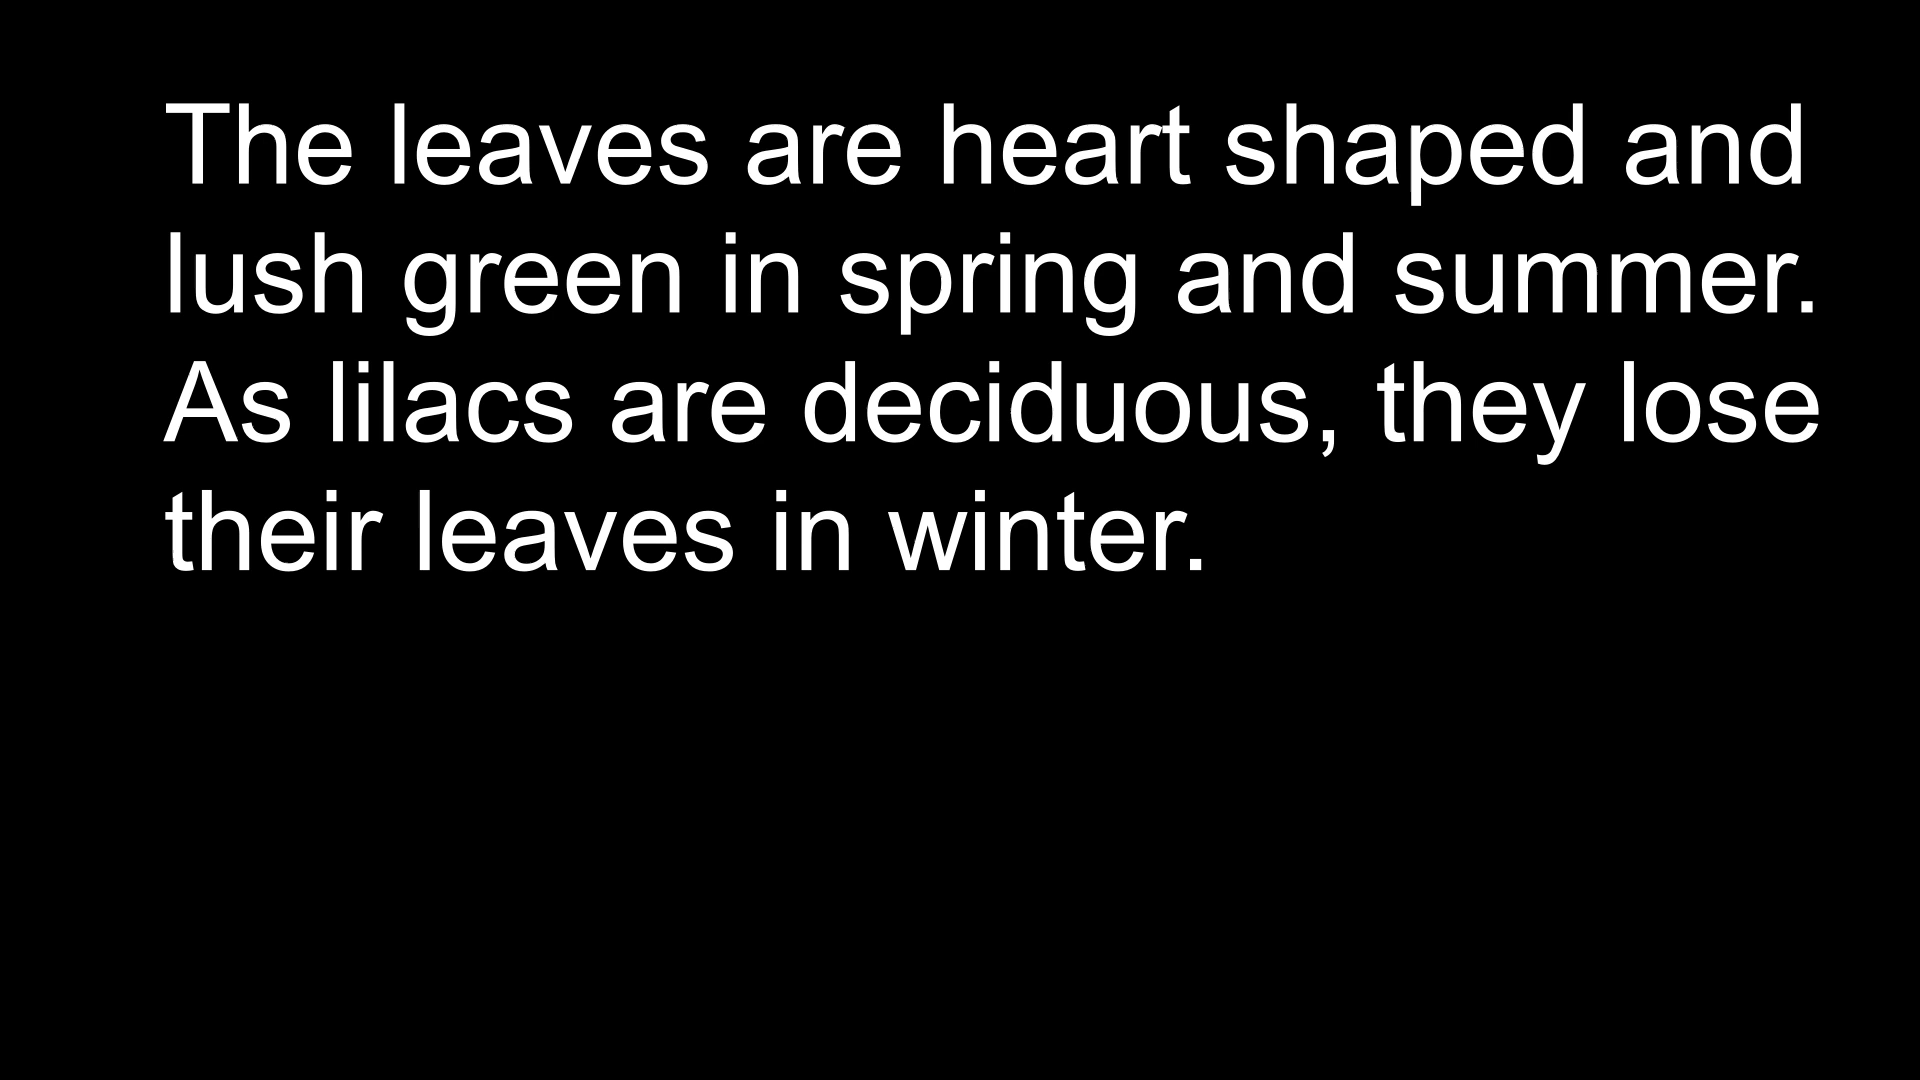 The leaves are heart shaped and
lush green in spring and summer.
As lilacs are deciduous, they lose
their leaves in winter.